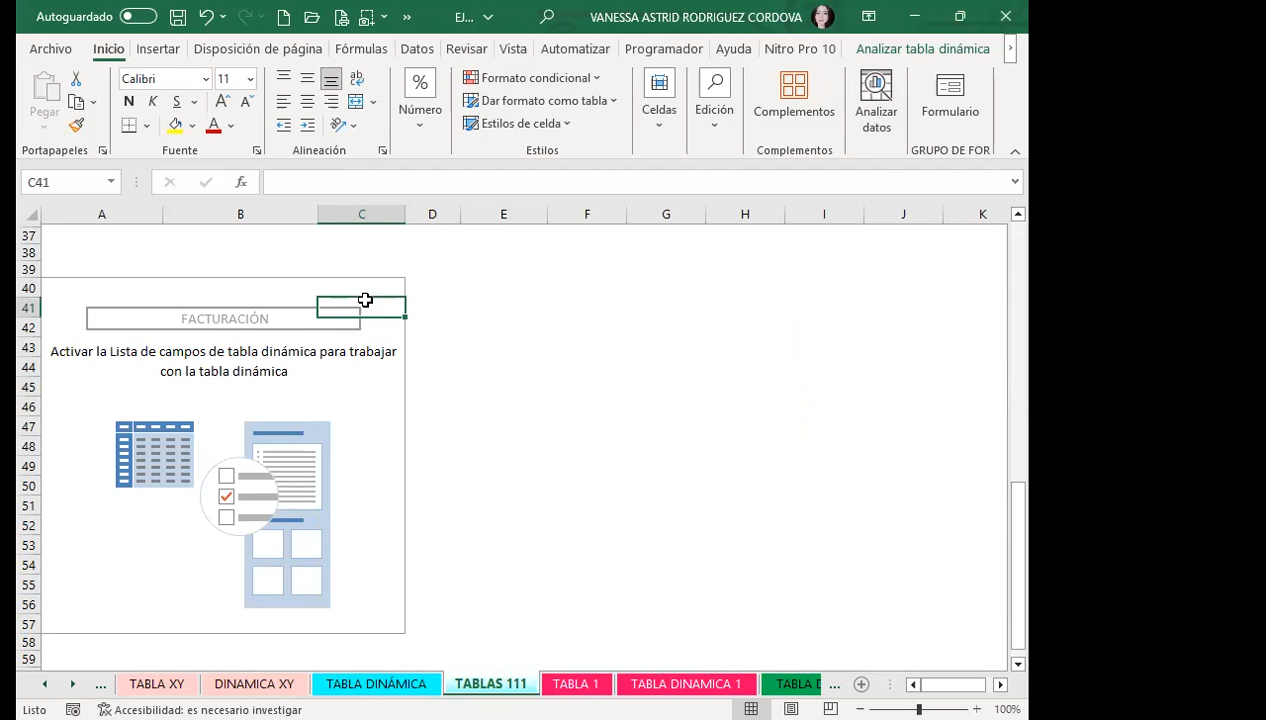 Autoguardado
EJ...
VANESSA ASTRID RODRIGUEZ CORDOVA
Archivo
Inicio
Insertar
Disposición de página
Fórmulas
Datos
Revisar
Vista
Automatizar
Programador
Ayuda
Nitro Pro 10
Analizar tabla dinámica
Pegar
Portapapeles
Calibri
11
N K S
Fuente
Alineación
%
Número
Formato condicional
Dar formato como tabla
Estilos de celda
Estilos
Celdas
Edición
Complementos
Complementos
Analizar
datos
Formulario
GRUPO DE FOR
C41
fx
A B C D E F G H I J K
37
38
39
40
41
42
43
44
45
46
47
48
49
50
51
52
53
54
55
56
57
58
59
FACTURACIÓN
Activar la Lista de campos de tabla dinámica para trabajar
con la tabla dinámica
... TABLA XY DINAMICA XY TABLA DINÁMICA TABLAS 111 TABLA 1 TABLA DINAMICA 1 TABLA D ...
Listo
Accesibilidad: es necesario investigar
100%